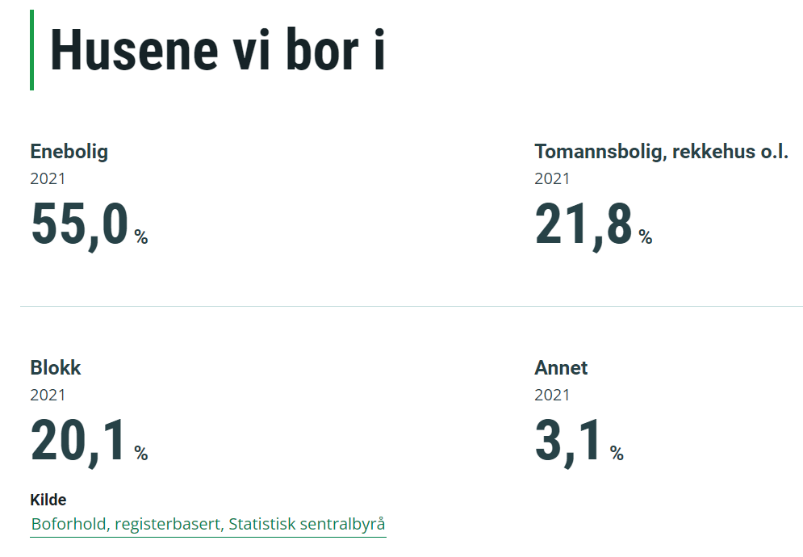 Husene vi bor i
Enebolig
2021
55,0 %
Tomannsbolig, rekkehus o.l.
2021
21,8 %
Blokk
2021
20,1 %
Annet
2021
3,1 %
Kilde
Boforhold, registerbasert, Statistisk sentralbyrå